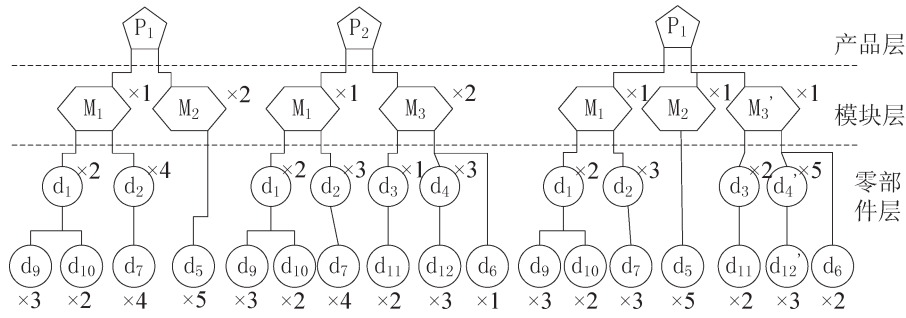 P₁ P₂ P₁ 产品层
M₁ ×1 M₂ ×2 M₁ ×1 M₃ ×2 M₁ ×1 M₂ ×1 M₃' ×1 模块层
d₁ ×2 d₂ ×4 d₁ ×2 d₂ ×3 d₃ ×1 d₄ ×3 d₁ ×2 d₂ ×3 d₃ ×2 d₄' ×5 零部
件层
d₉ d₁₀ d₇ d₅ d₉ d₁₀ d₇ d₁₁ d₁₂ d₆ d₉ d₁₀ d₇ d₅ d₁₁ d₁₂' d₆
×3 ×2 ×4 ×5 ×3 ×2 ×4 ×2 ×3 ×1 ×3 ×2 ×3 ×5 ×2 ×3 ×2